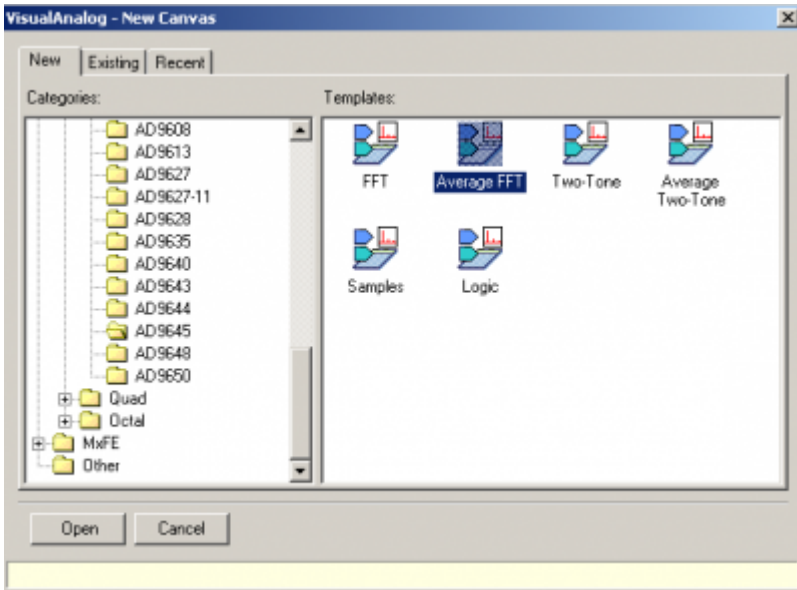 VisualAnalog - New Canvas
New Existing Recent
Categories:
AD9608
AD9613
AD9627
AD9627-11
AD9628
AD9635
AD9640
AD9643
AD9644
AD9645
AD9648
AD9650
Quad
Octal
MxFE
Other
Templates:
FFT Average FFT Two-Tone Average
Two-Tone
Samples Logic
Open Cancel